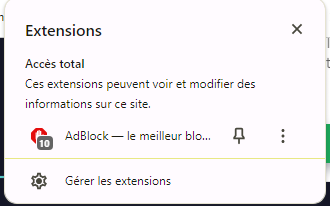 Extensions
Accès total
Ces extensions peuvent voir et modifier des
informations sur ce site.
AdBlock — le meilleur blo...
10
Gérer les extensions